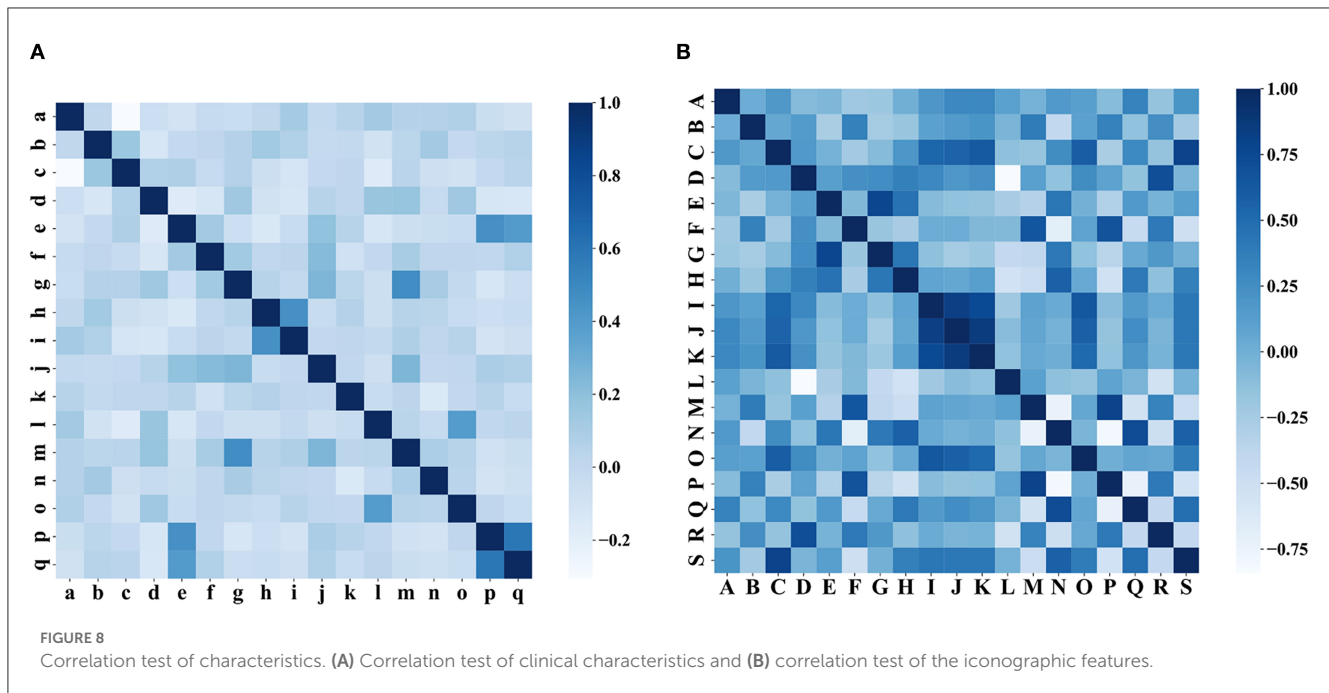 A
B
a
b
c
d
e
f
g
h
i
j
k
l
m
n
o
p
q
a b c d e f g h i j k l m n o p q
1.0
0.8
0.6
0.4
0.2
0.0
−0.2
A
B
C
D
E
F
G
H
I
J
K
L
M
N
O
P
Q
R
S
A B C D E F G H I J K L M N O P Q R S
1.00
0.75
0.50
0.25
0.00
−0.25
−0.50
−0.75
FIGURE 8
Correlation test of characteristics. (A) Correlation test of clinical characteristics and (B) correlation test of the iconographic features.